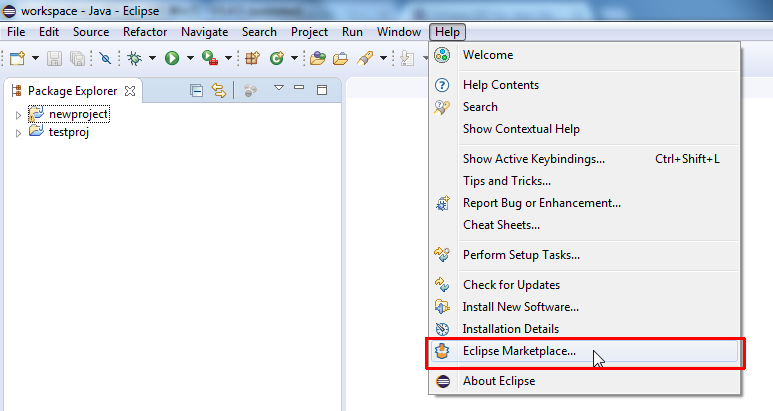 workspace - Java - Eclipse
File Edit Source Refactor Navigate Search Project Run Window Help
Package Explorer
newproject
testproj
Welcome
Help Contents
Search
Show Contextual Help
Show Active Keybindings... Ctrl+Shift+L
Tips and Tricks...
Report Bug or Enhancement...
Cheat Sheets...
Perform Setup Tasks...
Check for Updates
Install New Software...
Installation Details
Eclipse Marketplace...
About Eclipse